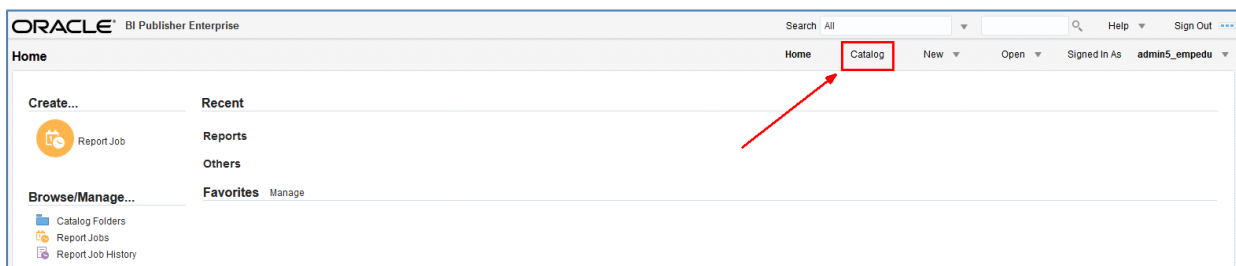 ORACLE BI Publisher Enterprise Search All Help Sign Out
Home Home Catalog New Open Signed In As admin5_empedu
Create... Recent
Report Job Reports
Others
Browse/Manage... Favorites Manage
Catalog Folders
Report Jobs
Report Job History